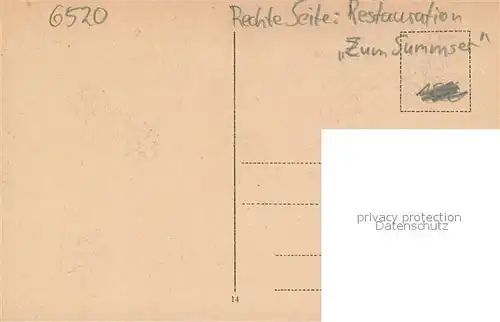 6520
Rechte Seite: Restauration
„Zum Summser"
privacy protection
Datenschutz
14